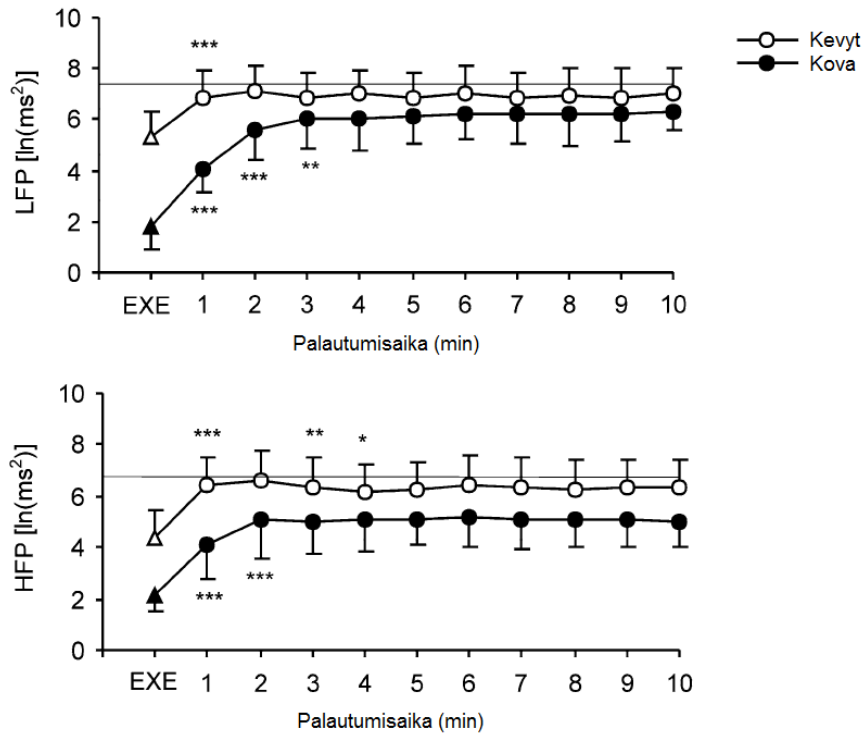 Kevyt
Kova
LFP [ln(ms²)]
10
8
6
4
2
0
***
***
***
**
EXE 1 2 3 4 5 6 7 8 9 10
Palautumisaika (min)
HFP [ln(ms²)]
10
8
6
4
2
0
*** ** *
***
***
EXE 1 2 3 4 5 6 7 8 9 10
Palautumisaika (min)